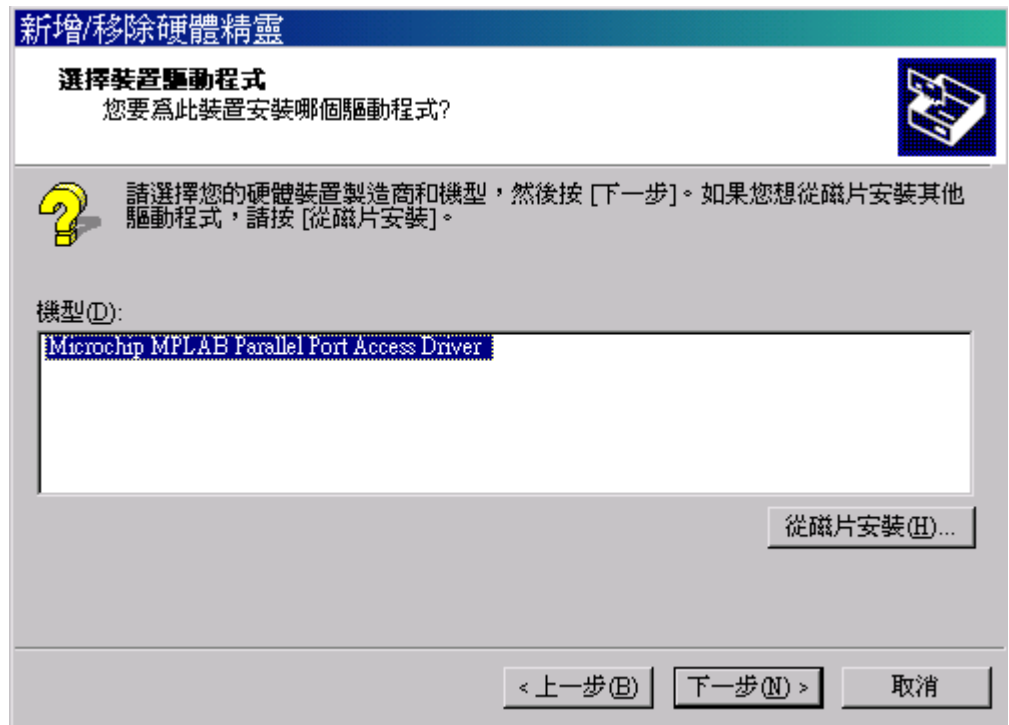 新增/移除硬體精靈
選擇裝置驅動程式
您要為此裝置安裝哪個驅動程式?
請選擇您的硬體裝置製造商和機型，然後按 [下一步]。如果您想從磁片安裝其他
驅動程式，請按 [從磁片安裝]。
機型(D):
Microchip MPLAB Parallel Port Access Driver
從磁片安裝(H)...
< 上一步(B) 下一步(N) > 取消